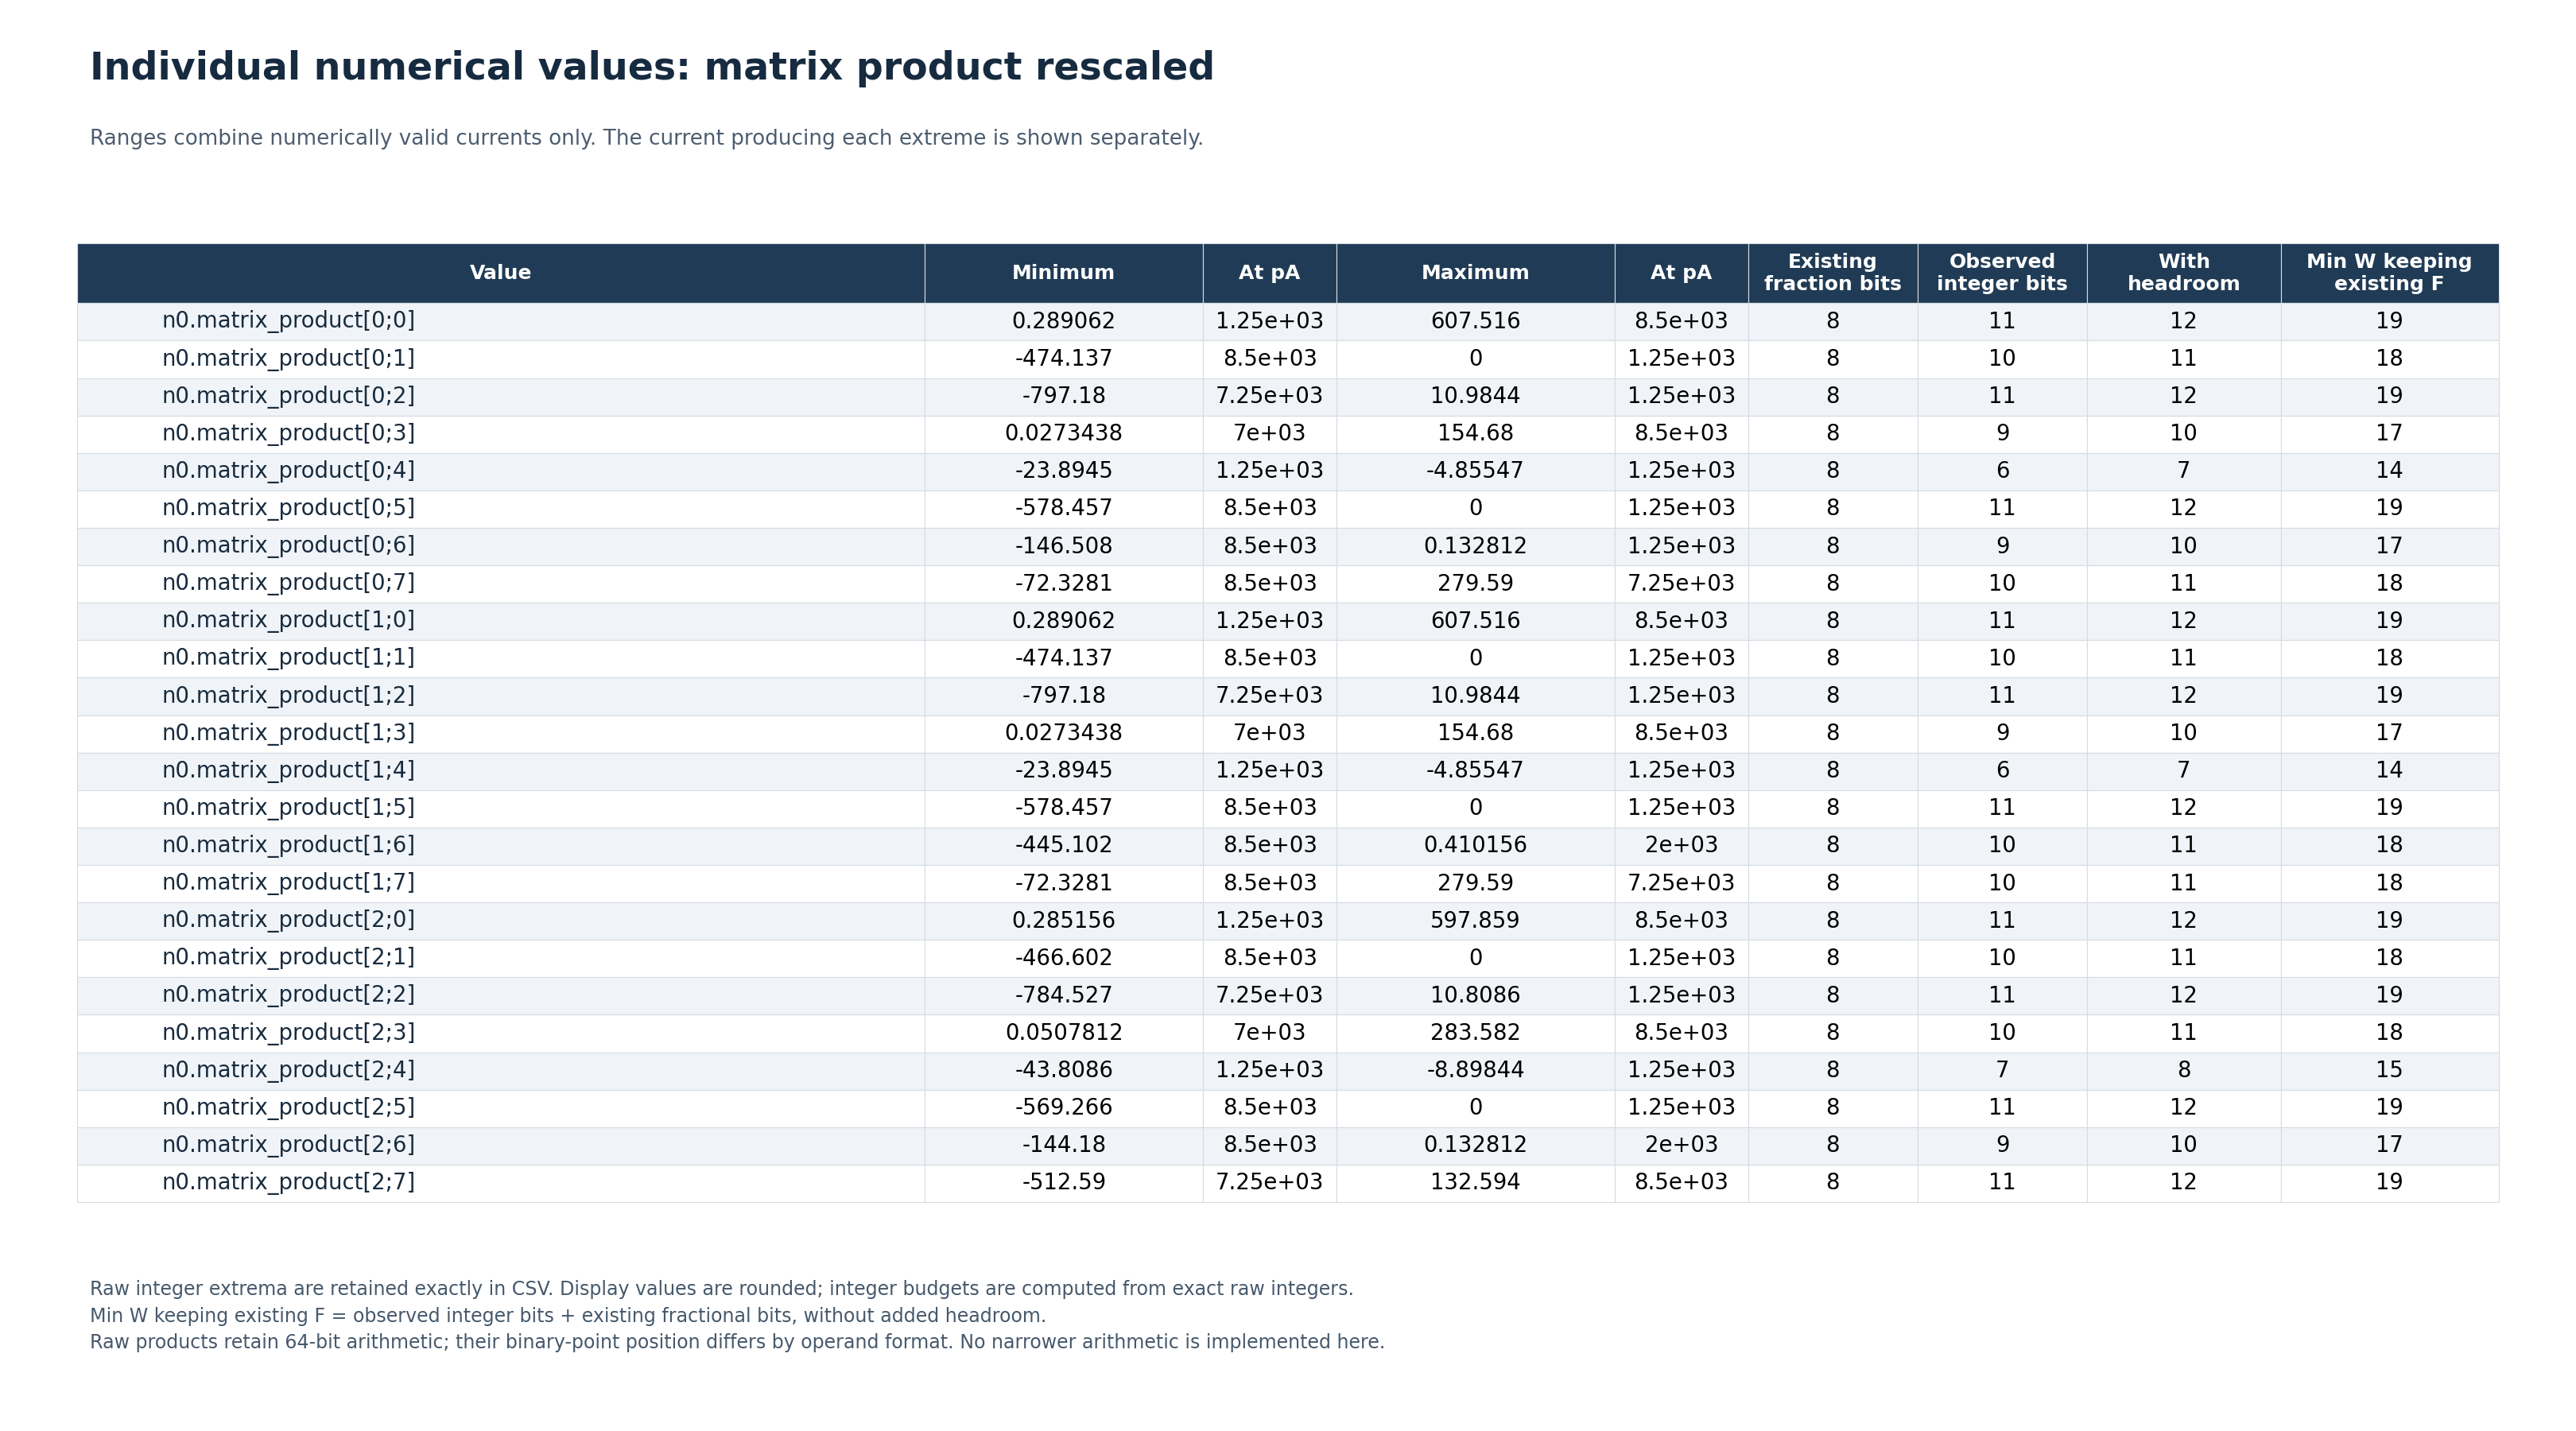 Individual numerical values: matrix product rescaled
Ranges combine numerically valid currents only. The current producing each extreme is shown separately.
Value Minimum At pA Maximum At pA Existing fraction bits Observed integer bits With headroom Min W keeping existing F
n0.matrix_product[0;0] 0.289062 1.25e+03 607.516 8.5e+03 8 11 12 19
n0.matrix_product[0;1] -474.137 8.5e+03 0 1.25e+03 8 10 11 18
n0.matrix_product[0;2] -797.18 7.25e+03 10.9844 1.25e+03 8 11 12 19
n0.matrix_product[0;3] 0.0273438 7e+03 154.68 8.5e+03 8 9 10 17
n0.matrix_product[0;4] -23.8945 1.25e+03 -4.85547 1.25e+03 8 6 7 14
n0.matrix_product[0;5] -578.457 8.5e+03 0 1.25e+03 8 11 12 19
n0.matrix_product[0;6] -146.508 8.5e+03 0.132812 1.25e+03 8 9 10 17
n0.matrix_product[0;7] -72.3281 8.5e+03 279.59 7.25e+03 8 10 11 18
n0.matrix_product[1;0] 0.289062 1.25e+03 607.516 8.5e+03 8 11 12 19
n0.matrix_product[1;1] -474.137 8.5e+03 0 1.25e+03 8 10 11 18
n0.matrix_product[1;2] -797.18 7.25e+03 10.9844 1.25e+03 8 11 12 19
n0.matrix_product[1;3] 0.0273438 7e+03 154.68 8.5e+03 8 9 10 17
n0.matrix_product[1;4] -23.8945 1.25e+03 -4.85547 1.25e+03 8 6 7 14
n0.matrix_product[1;5] -578.457 8.5e+03 0 1.25e+03 8 11 12 19
n0.matrix_product[1;6] -445.102 8.5e+03 0.410156 2e+03 8 10 11 18
n0.matrix_product[1;7] -72.3281 8.5e+03 279.59 7.25e+03 8 10 11 18
n0.matrix_product[2;0] 0.285156 1.25e+03 597.859 8.5e+03 8 11 12 19
n0.matrix_product[2;1] -466.602 8.5e+03 0 1.25e+03 8 10 11 18
n0.matrix_product[2;2] -784.527 7.25e+03 10.8086 1.25e+03 8 11 12 19
n0.matrix_product[2;3] 0.0507812 7e+03 283.582 8.5e+03 8 10 11 18
n0.matrix_product[2;4] -43.8086 1.25e+03 -8.89844 1.25e+03 8 7 8 15
n0.matrix_product[2;5] -569.266 8.5e+03 0 1.25e+03 8 11 12 19
n0.matrix_product[2;6] -144.18 8.5e+03 0.132812 2e+03 8 9 10 17
n0.matrix_product[2;7] -512.59 7.25e+03 132.594 8.5e+03 8 11 12 19
Raw integer extrema are retained exactly in CSV. Display values are rounded; integer budgets are computed from exact raw integers.
Min W keeping existing F = observed integer bits + existing fractional bits, without added headroom.
Raw products retain 64-bit arithmetic; their binary-point position differs by operand format. No narrower arithmetic is implemented here.